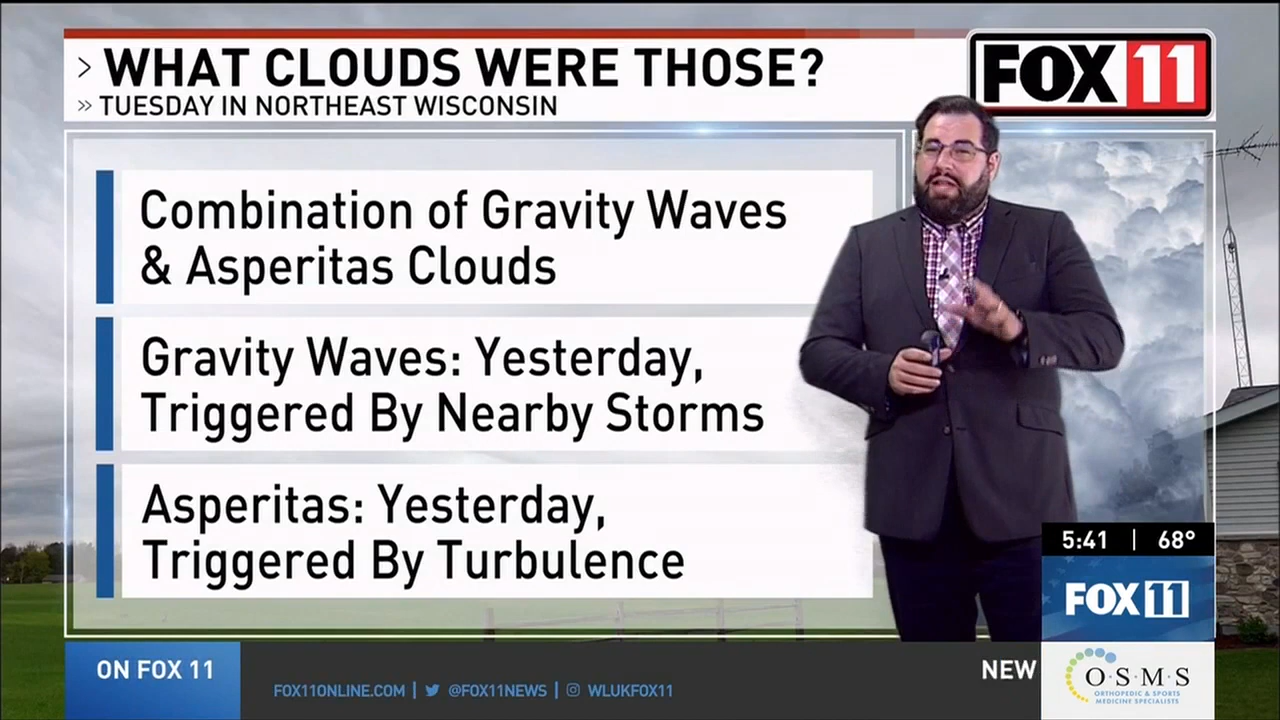 > WHAT CLOUDS WERE THOSE?
» TUESDAY IN NORTHEAST WISCONSIN
FOX 11
Combination of Gravity Waves
& Asperitas Clouds
Gravity Waves: Yesterday,
Triggered By Nearby Storms
Asperitas: Yesterday,
Triggered By Turbulence
5:41 | 68°
FOX 11
ON FOX 11
NEW
FOX11ONLINE.COM | @FOX11NEWS | WLUKFOX11
O·S·M·S
ORTHOPEDIC & SPORTS
MEDICINE SPECIALISTS